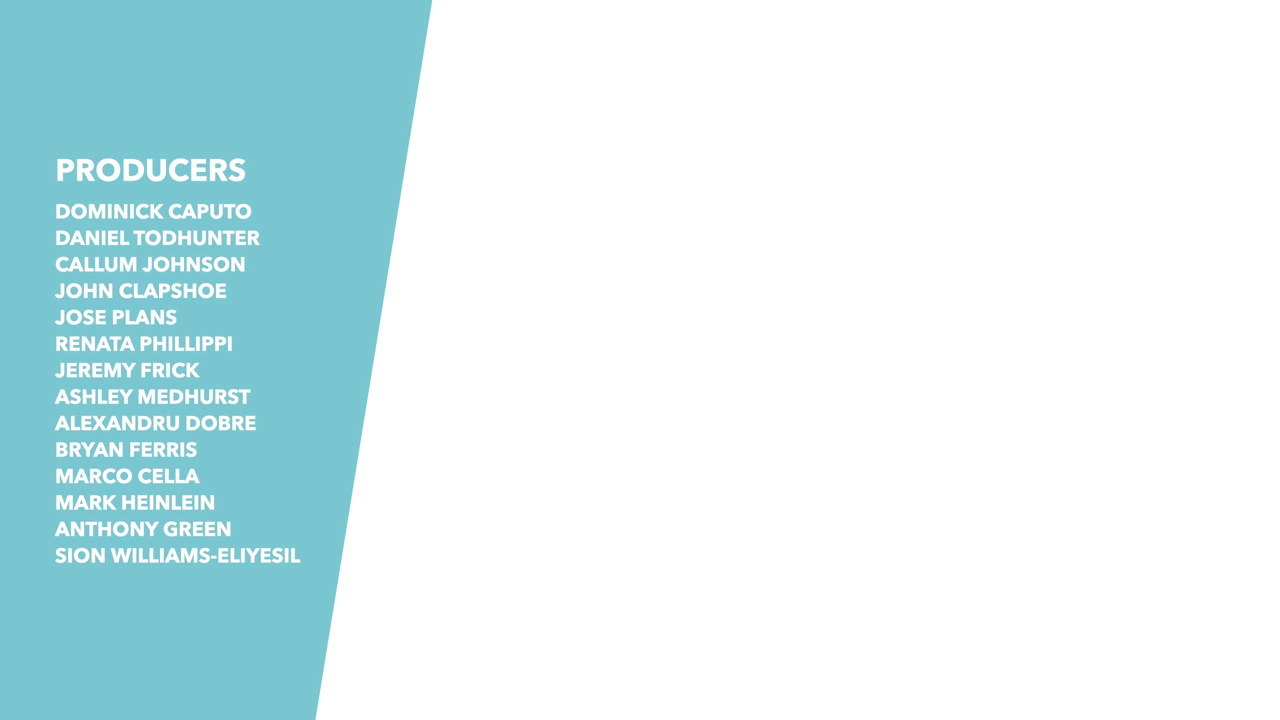 PRODUCERS
DOMINICK CAPUTO
DANIEL TODHUNTER
CALLUM JOHNSON
JOHN CLAPSHOE
JOSE PLANS
RENATA PHILLIPPI
JEREMY FRICK
ASHLEY MEDHURST
ALEXANDRU DOBRE
BRYAN FERRIS
MARCO CELLA
MARK HEINLEIN
ANTHONY GREEN
SION WILLIAMS-ELIYESIL